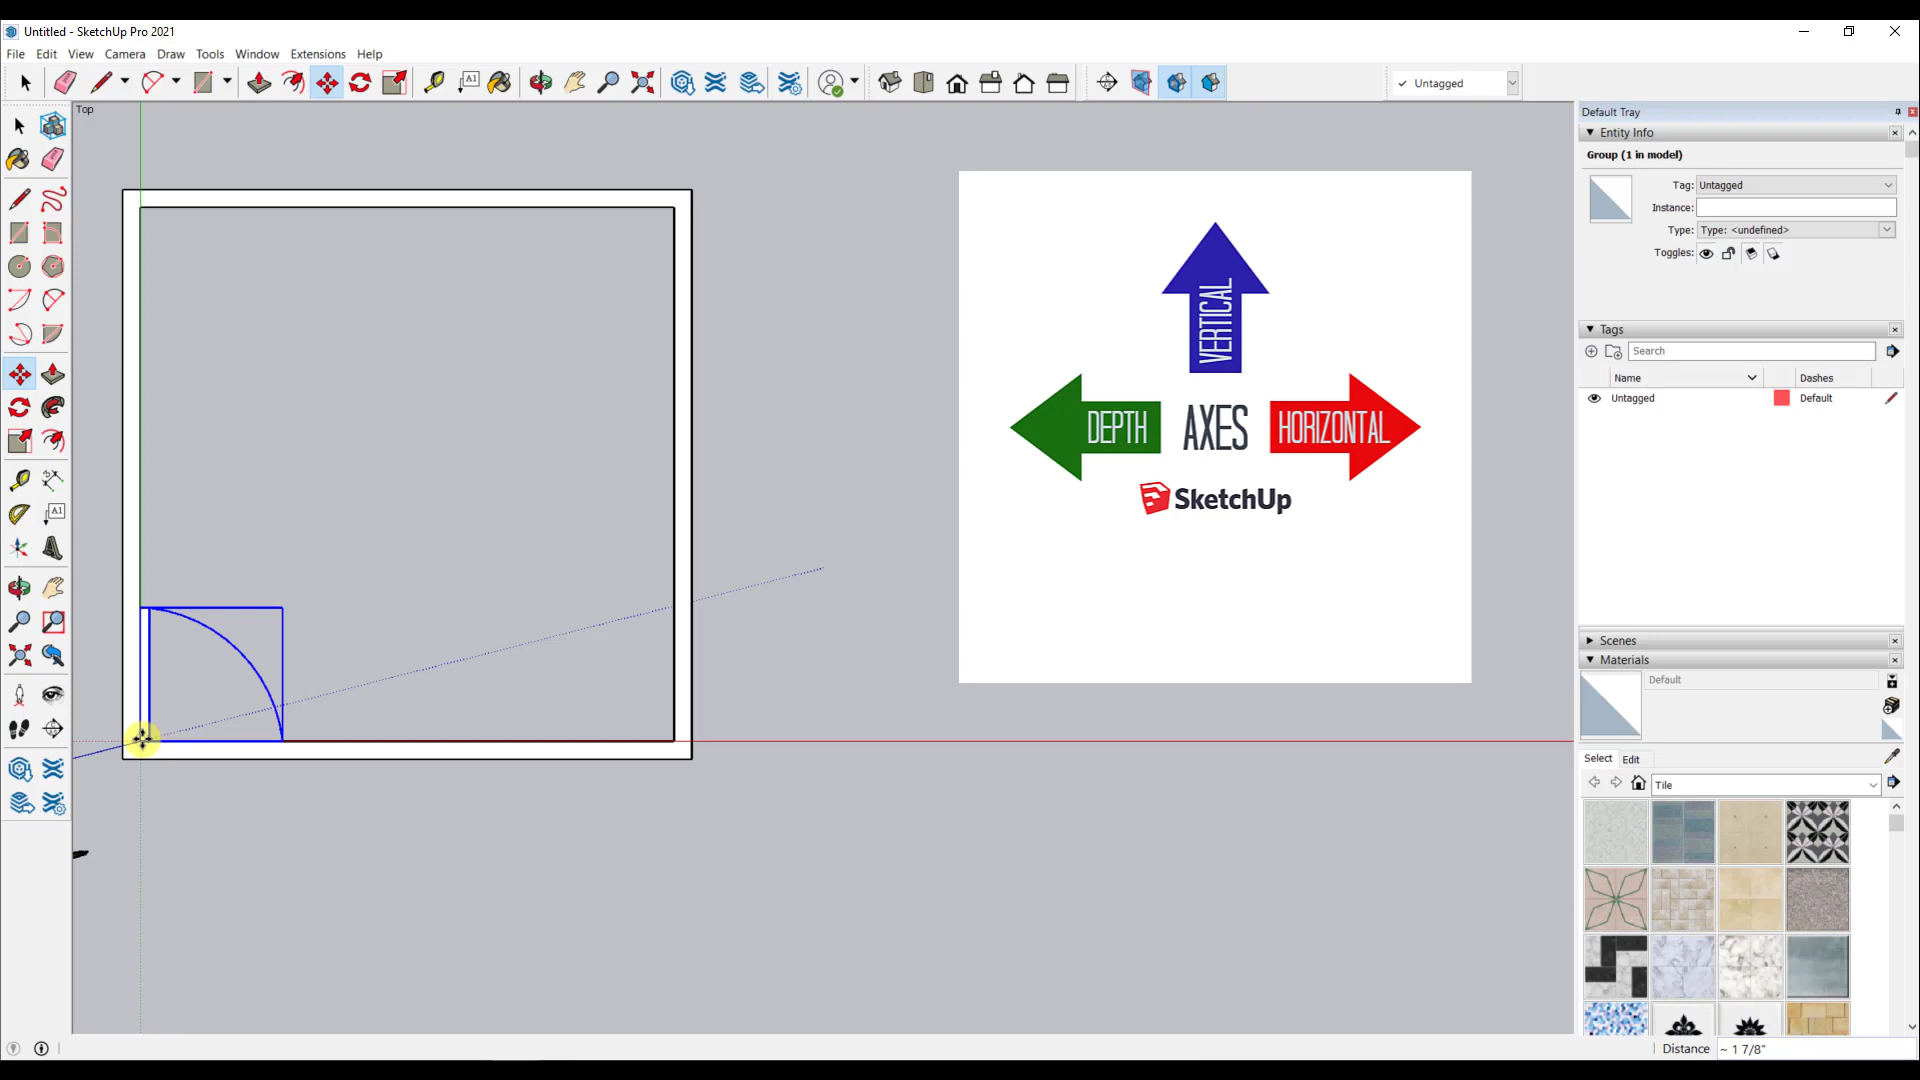 Untitled - SketchUp Pro 2021
File Edit View Camera Draw Tools Window Extensions Help
A1
Untagged
Top
Default Tray
Entity Info
Group (1 in model)
Tag: Untagged
Instance:
Type: Type: <undefined>
Toggles:
Tags
Search
Name Dashes
Untagged Default
VERTICAL
DEPTH AXES HORIZONTAL
SketchUp
A1
Scenes
Materials
Default
Select Edit
Tile
Distance ~ 1 7/8"